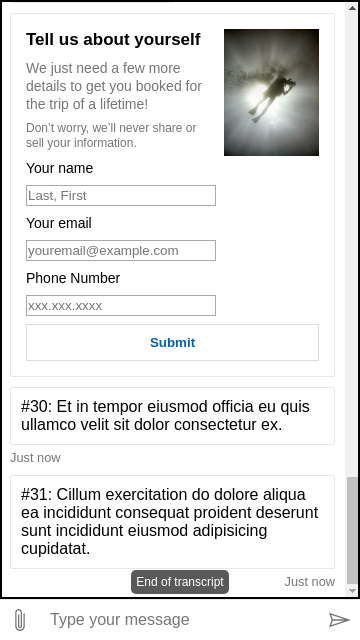 Tell us about yourself
We just need a few more
details to get you booked for
the trip of a lifetime!
Don't worry, we'll never share or
sell your information.
Your name
Last, First
Your email
youremail@example.com
Phone Number
xxx.xxx.xxxx
Submit
#30: Et in tempor eiusmod officia eu quis
ullamco velit sit dolor consectetur ex.
Just now
#31: Cillum exercitation do dolore aliqua
ea incididunt consequat proident deserunt
sunt incididunt eiusmod adipisicing
cupidatat.
End of transcript
Just now
Type your message